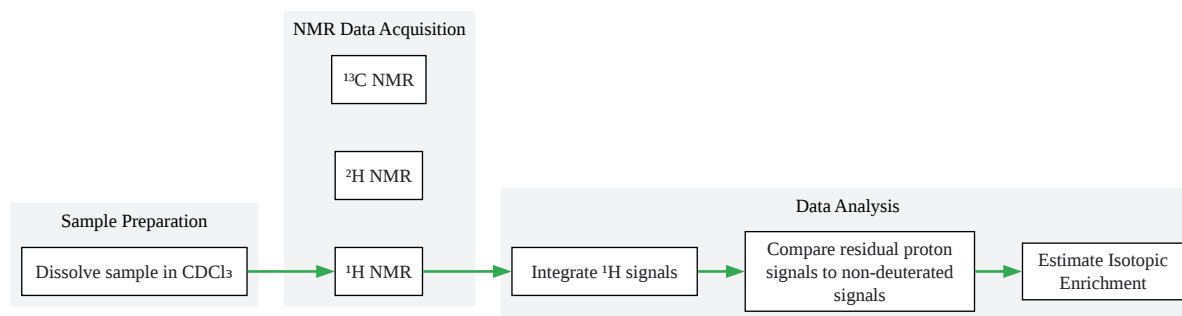 NMR Data Acquisition
¹³C NMR
²H NMR
Sample Preparation
Data Analysis
Dissolve sample in CDCl₃
¹H NMR
Integrate ¹H signals
Compare residual proton
signals to non-deuterated
signals
Estimate Isotopic
Enrichment